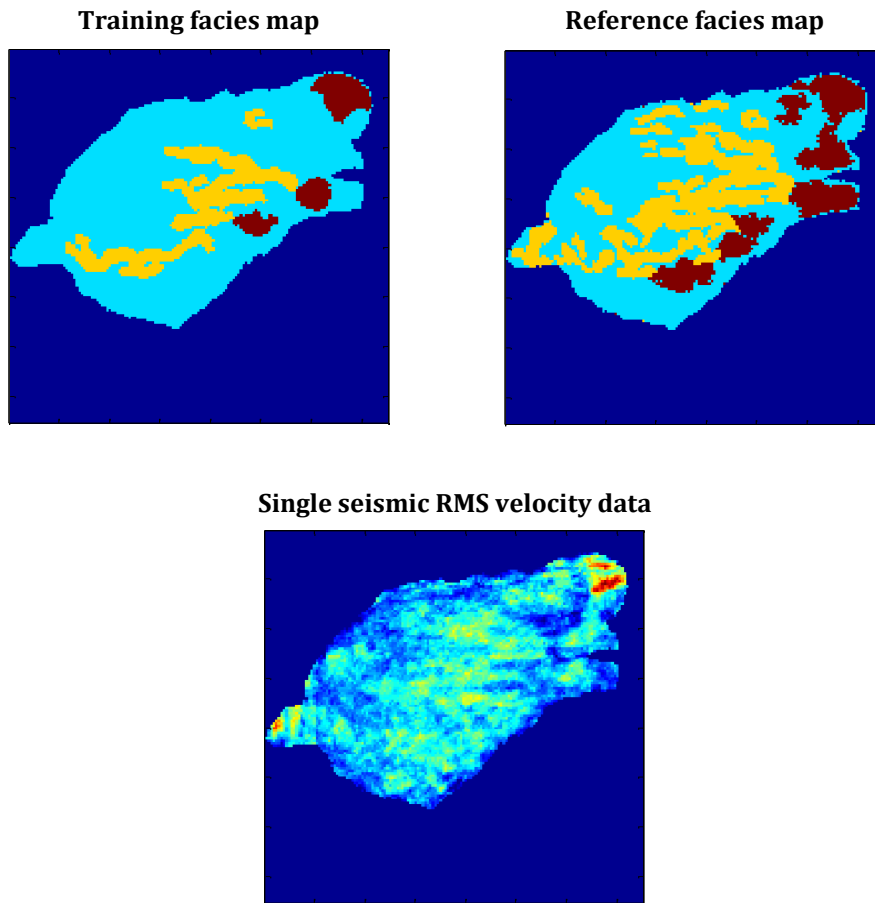 Training facies map
Reference facies map
Single seismic RMS velocity data